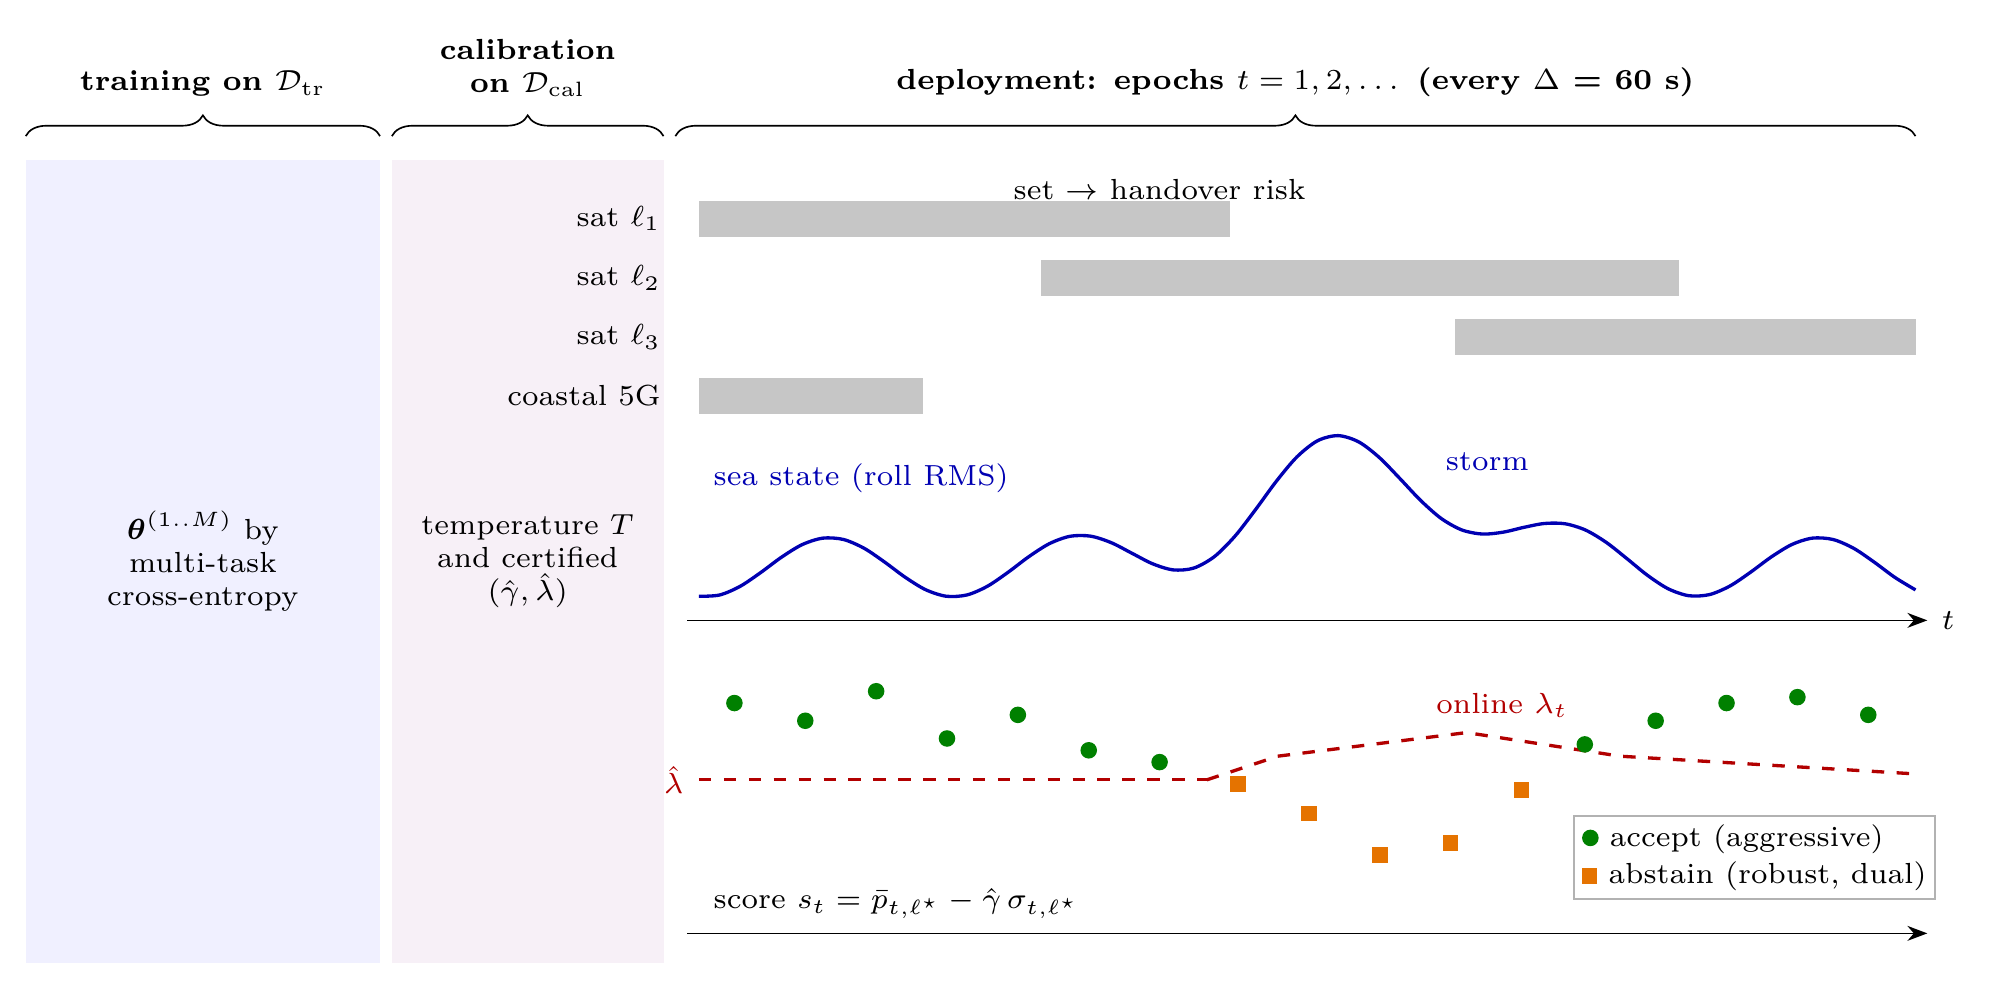 training on 𝒟_tr
calibration
on 𝒟_cal
deployment: epochs t = 1, 2, … (every Δ = 60 s)
set → handover risk
sat ℓ₁
sat ℓ₂
sat ℓ₃
coastal 5G
sea state (roll RMS)
storm
θ^(1..M) by
multi-task
cross-entropy
temperature T
and certified
(γ̂, λ̂)
t
online λ_t
λ̂
accept (aggressive)
abstain (robust, dual)
score s_t = p̄_{t,ℓ⋆} − γ̂ σ_{t,ℓ⋆}